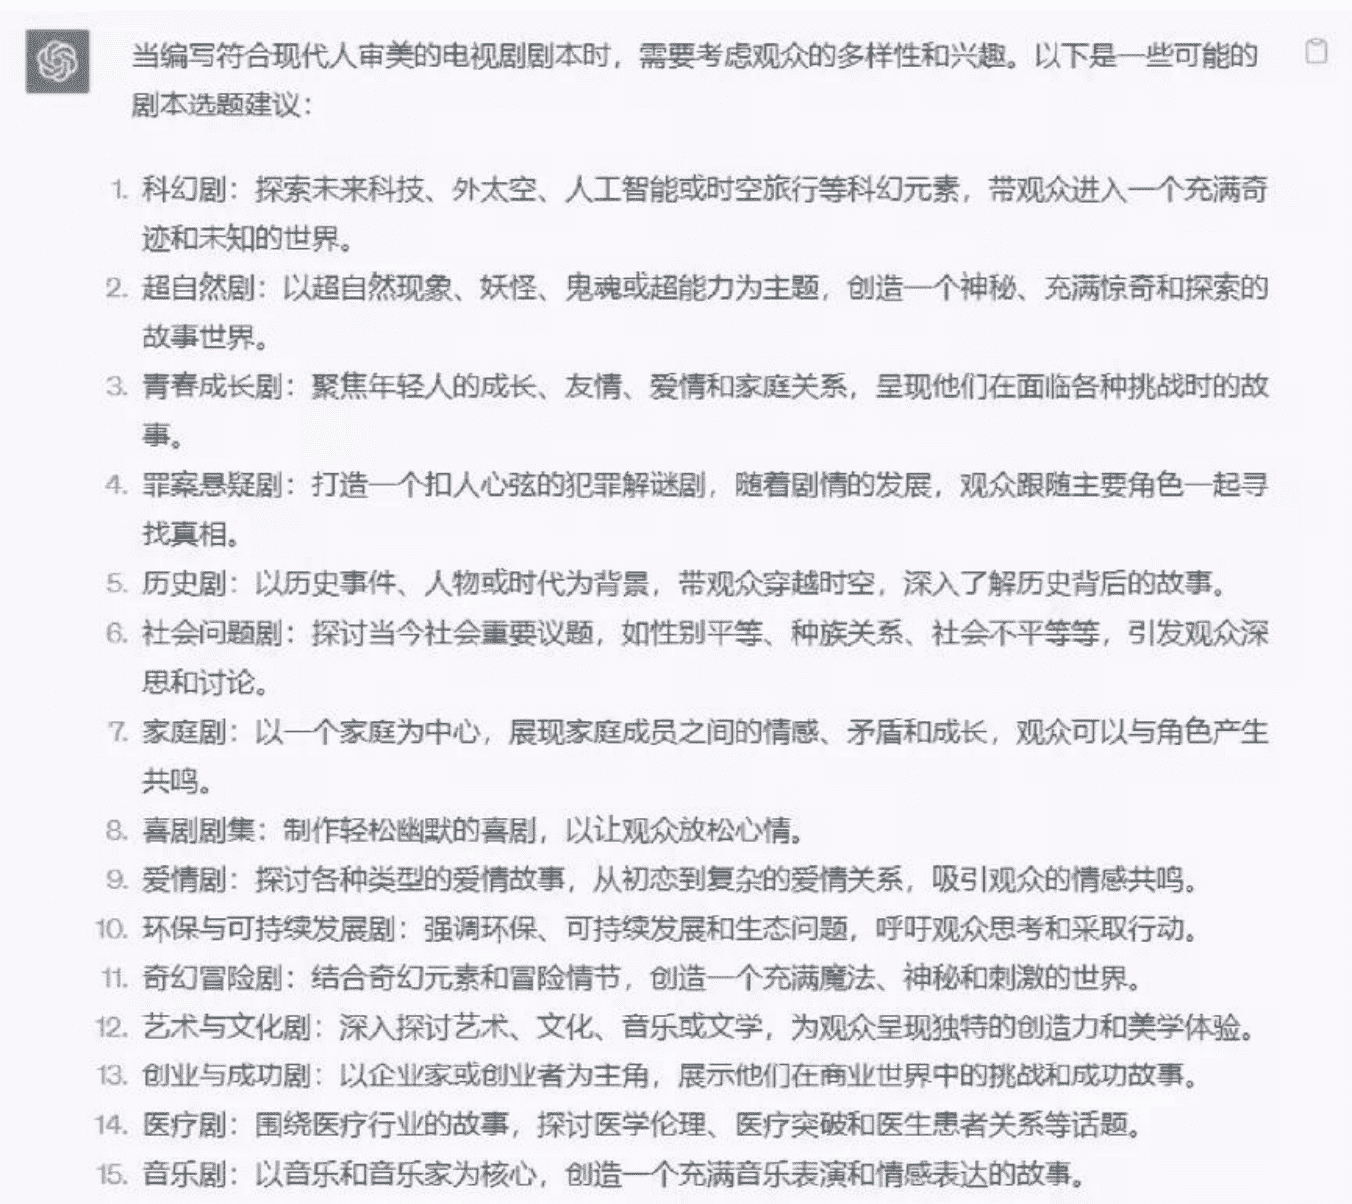 当编写符合现代人审美的电视剧剧本时，需要考虑观众的多样性和兴趣。以下是一些可能的
剧本选题建议：
1. 科幻剧：探索未来科技、外太空、人工智能或时空旅行等科幻元素，带观众进入一个充满奇
迹和未知的世界。
2. 超自然剧：以超自然现象、妖怪、鬼魂或超能力为主题，创造一个神秘、充满惊奇和探索的
故事世界。
3. 青春成长剧：聚焦年轻人的成长、友情、爱情和家庭关系，呈现他们在面临各种挑战时的故
事。
4. 罪案悬疑剧：打造一个扣人心弦的犯罪解谜剧，随着剧情的发展，观众跟随主要角色一起寻
找真相。
5. 历史剧：以历史事件、人物或时代为背景，带观众穿越时空，深入了解历史背后的故事。
6. 社会问题剧：探讨当今社会重要议题，如性别平等、种族关系、社会不平等等，引发观众深
思和讨论。
7. 家庭剧：以一个家庭为中心，展现家庭成员之间的情感、矛盾和成长，观众可以与角色产生
共鸣。
8. 喜剧剧集：制作轻松幽默的喜剧，以让观众放松心情。
9. 爱情剧：探讨各种类型的爱情故事，从初恋到复杂的爱情关系，吸引观众的情感共鸣。
10. 环保与可持续发展剧：强调环保、可持续发展和生态问题，呼吁观众思考和采取行动。
11. 奇幻冒险剧：结合奇幻元素和冒险情节，创造一个充满魔法、神秘和刺激的世界。
12. 艺术与文化剧：深入探讨艺术、文化、音乐或文学，为观众呈现独特的创造力和美学体验。
13. 创业与成功剧：以企业家或创业者为主角，展示他们在商业世界中的挑战和成功故事。
14. 医疗剧：围绕医疗行业的故事，探讨医学伦理、医疗突破和医生患者关系等话题。
15. 音乐剧：以音乐和音乐家为核心，创造一个充满音乐表演和情感表达的故事。